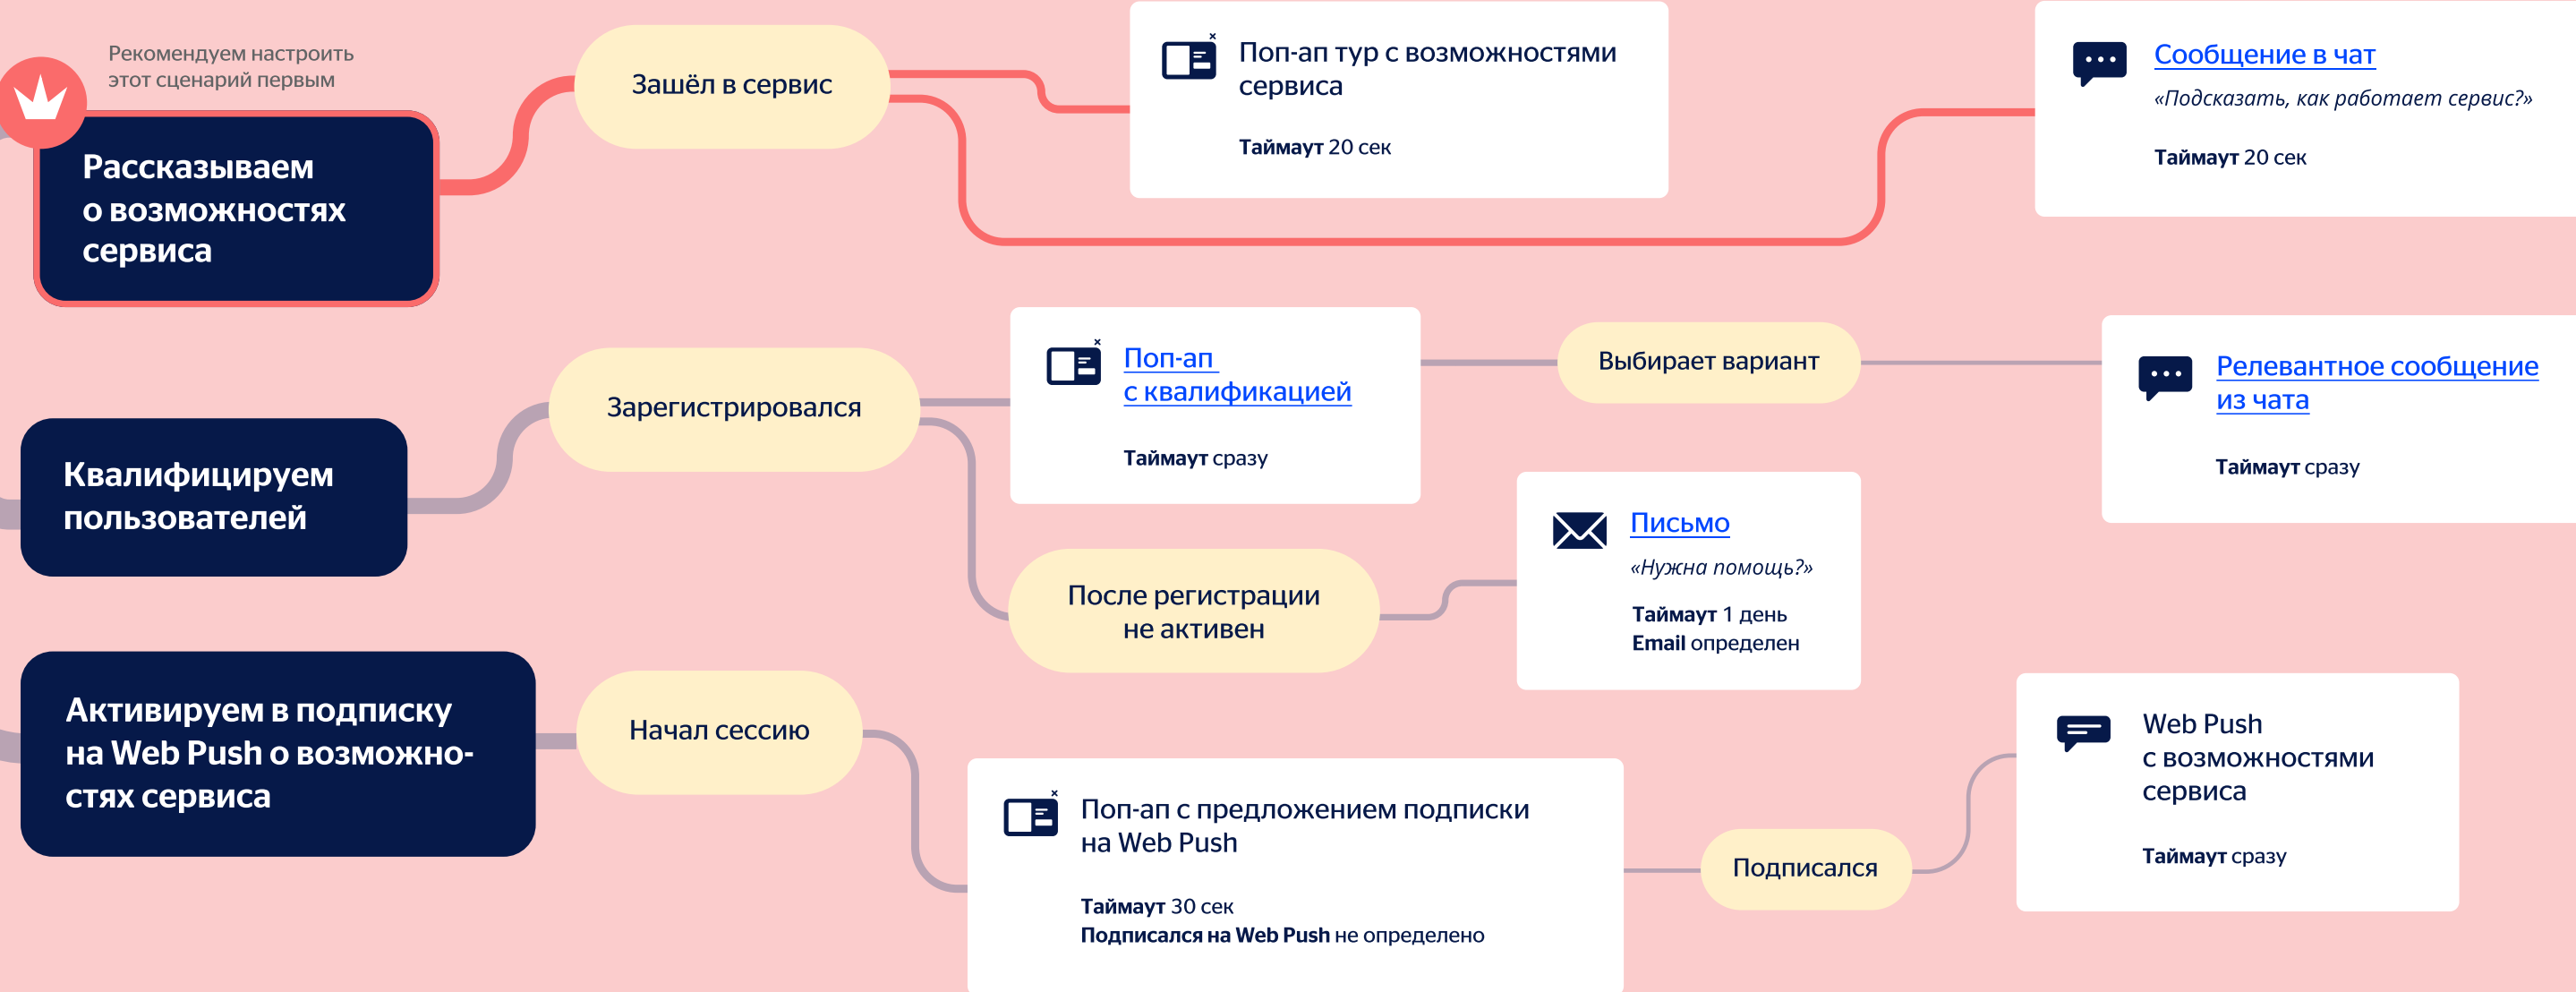 Рекомендуем настроить
этот сценарий первым
Рассказываем
о возможностях
сервиса
Зашёл в сервис
Поп-ап тур с возможностями
сервиса
Таймаут 20 сек
Сообщение в чат
«Подсказать, как работает сервис?»
Таймаут 20 сек
Квалифицируем
пользователей
Зарегистрировался
Поп-ап
с квалификацией
Таймаут сразу
Выбирает вариант
Релевантное сообщение
из чата
Таймаут сразу
После регистрации
не активен
Письмо
«Нужна помощь?»
Таймаут 1 день
Email определен
Активируем в подписку
на Web Push о возможно-
стях сервиса
Начал сессию
Поп-ап с предложением подписки
на Web Push
Таймаут 30 сек
Подписался на Web Push не определено
Подписался
Web Push
с возможностями
сервиса
Таймаут сразу